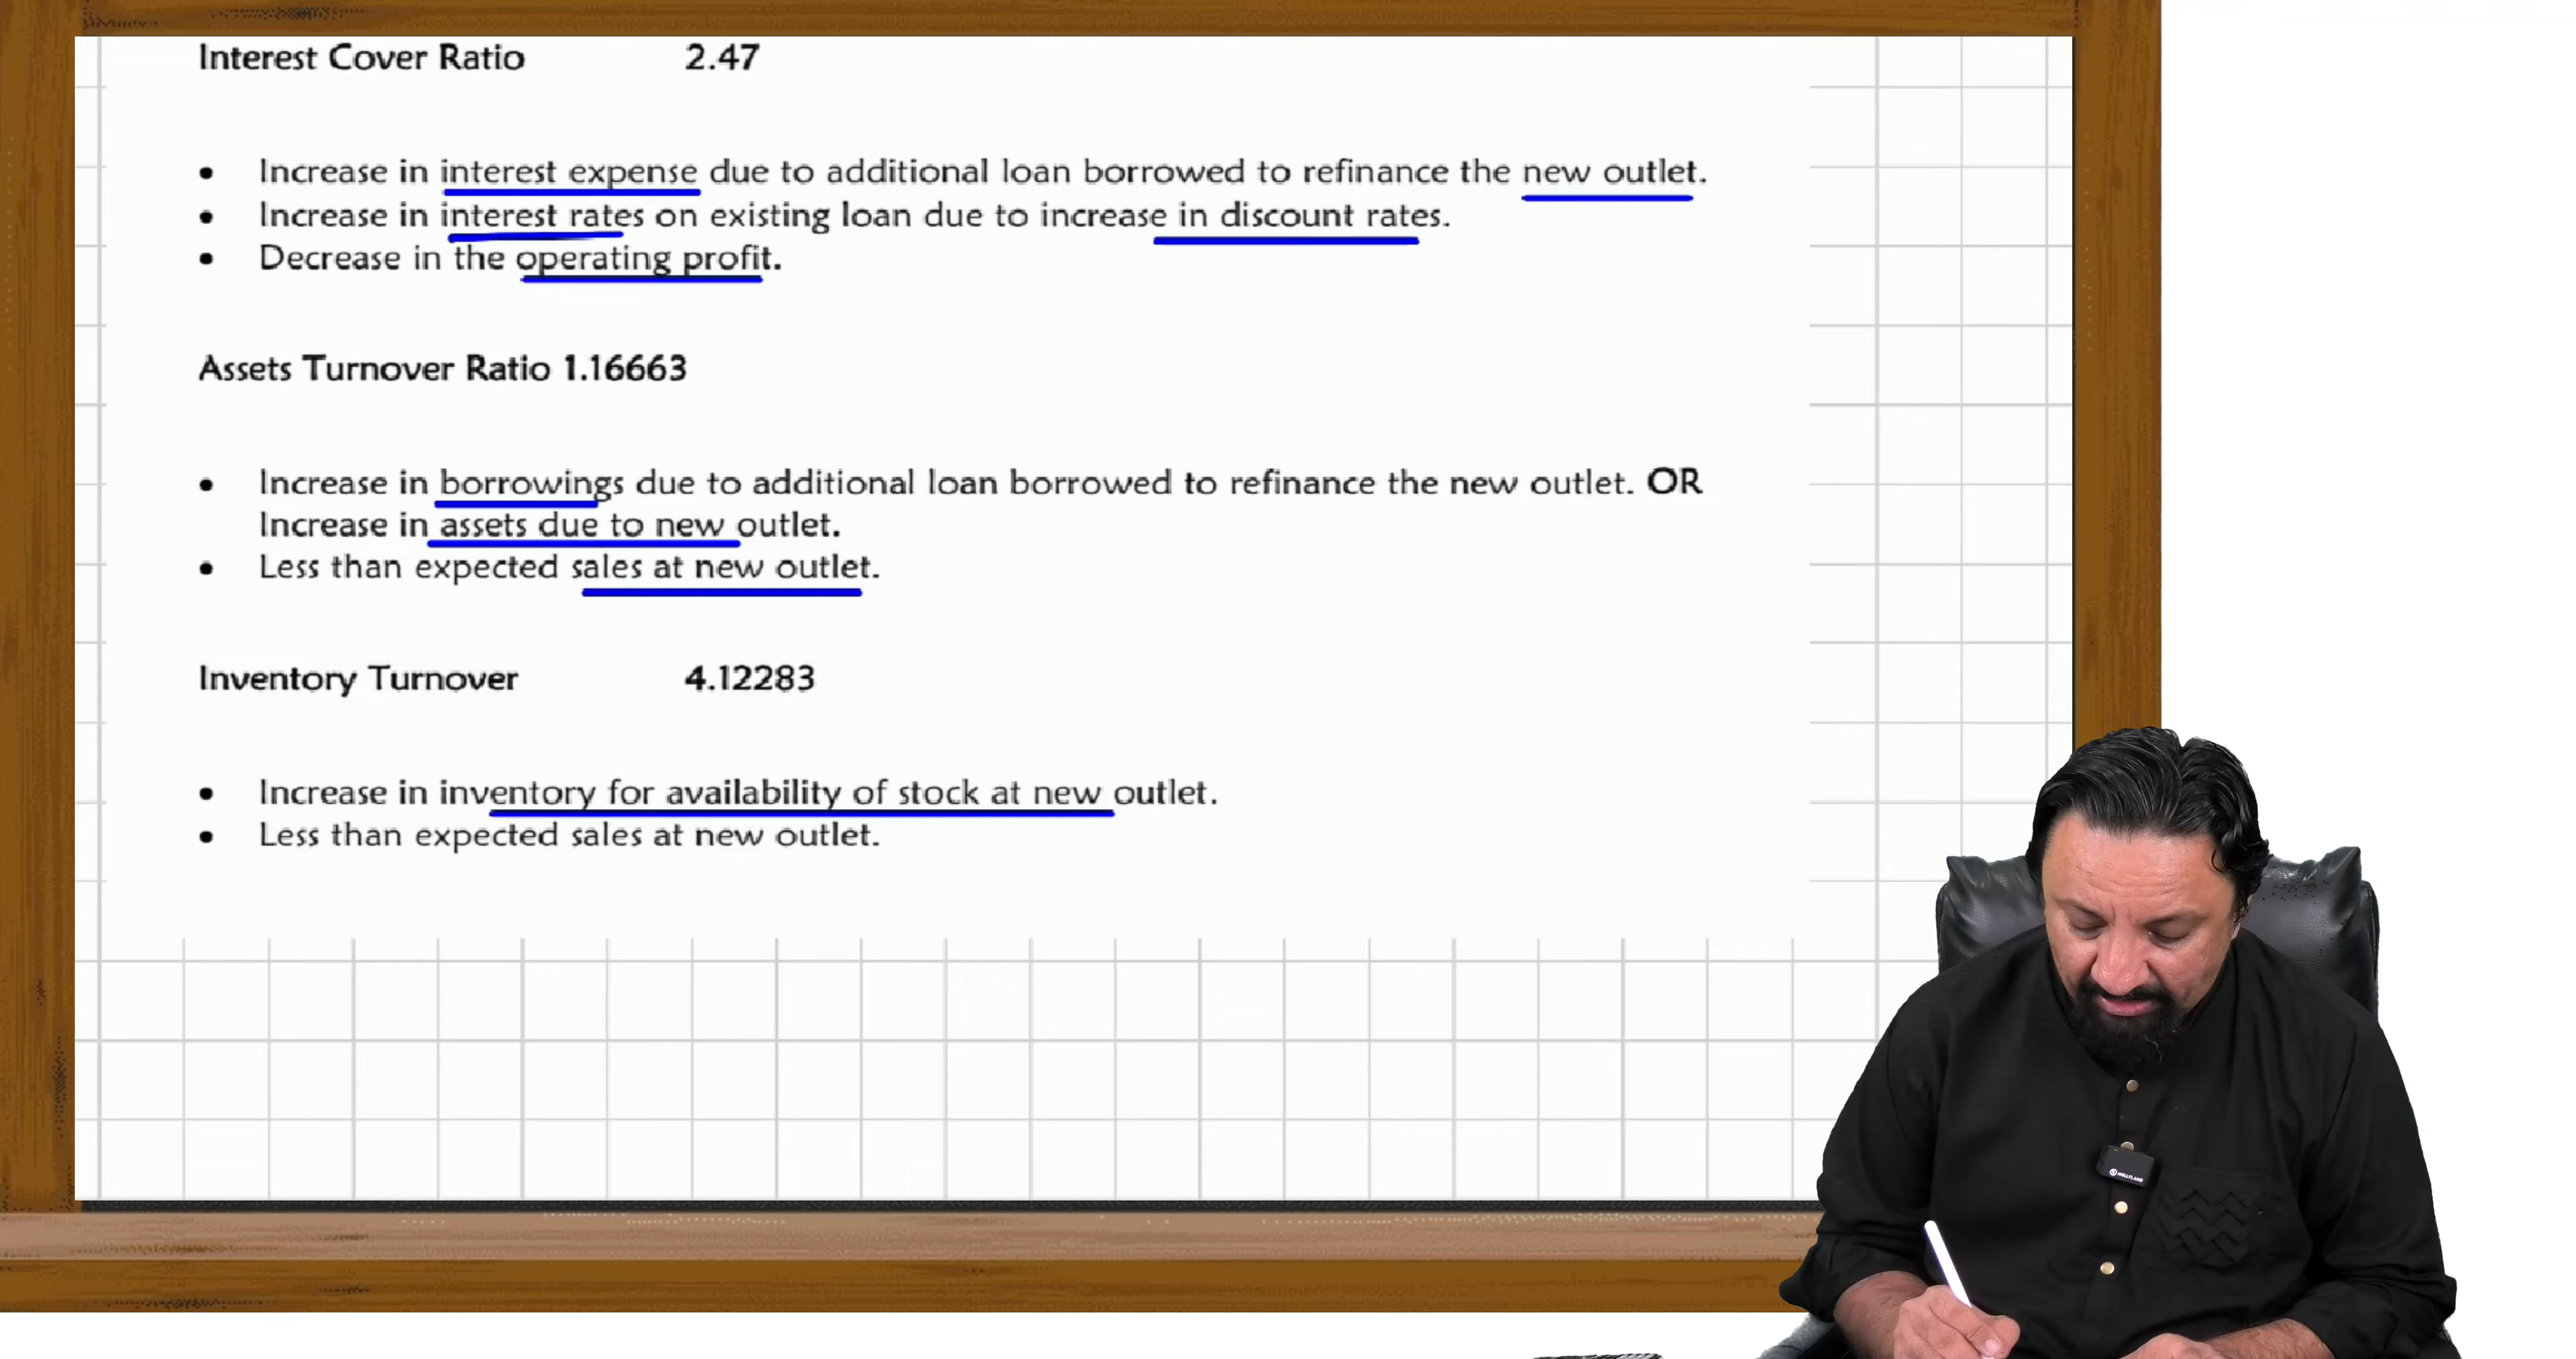 Interest Cover Ratio 2.47
• Increase in interest expense due to additional loan borrowed to refinance the new outlet.
• Increase in interest rates on existing loan due to increase in discount rates.
• Decrease in the operating profit.
Assets Turnover Ratio 1.16663
• Increase in borrowings due to additional loan borrowed to refinance the new outlet. OR
Increase in assets due to new outlet.
• Less than expected sales at new outlet.
Inventory Turnover 4.12283
• Increase in inventory for availability of stock at new outlet.
• Less than expected sales at new outlet.